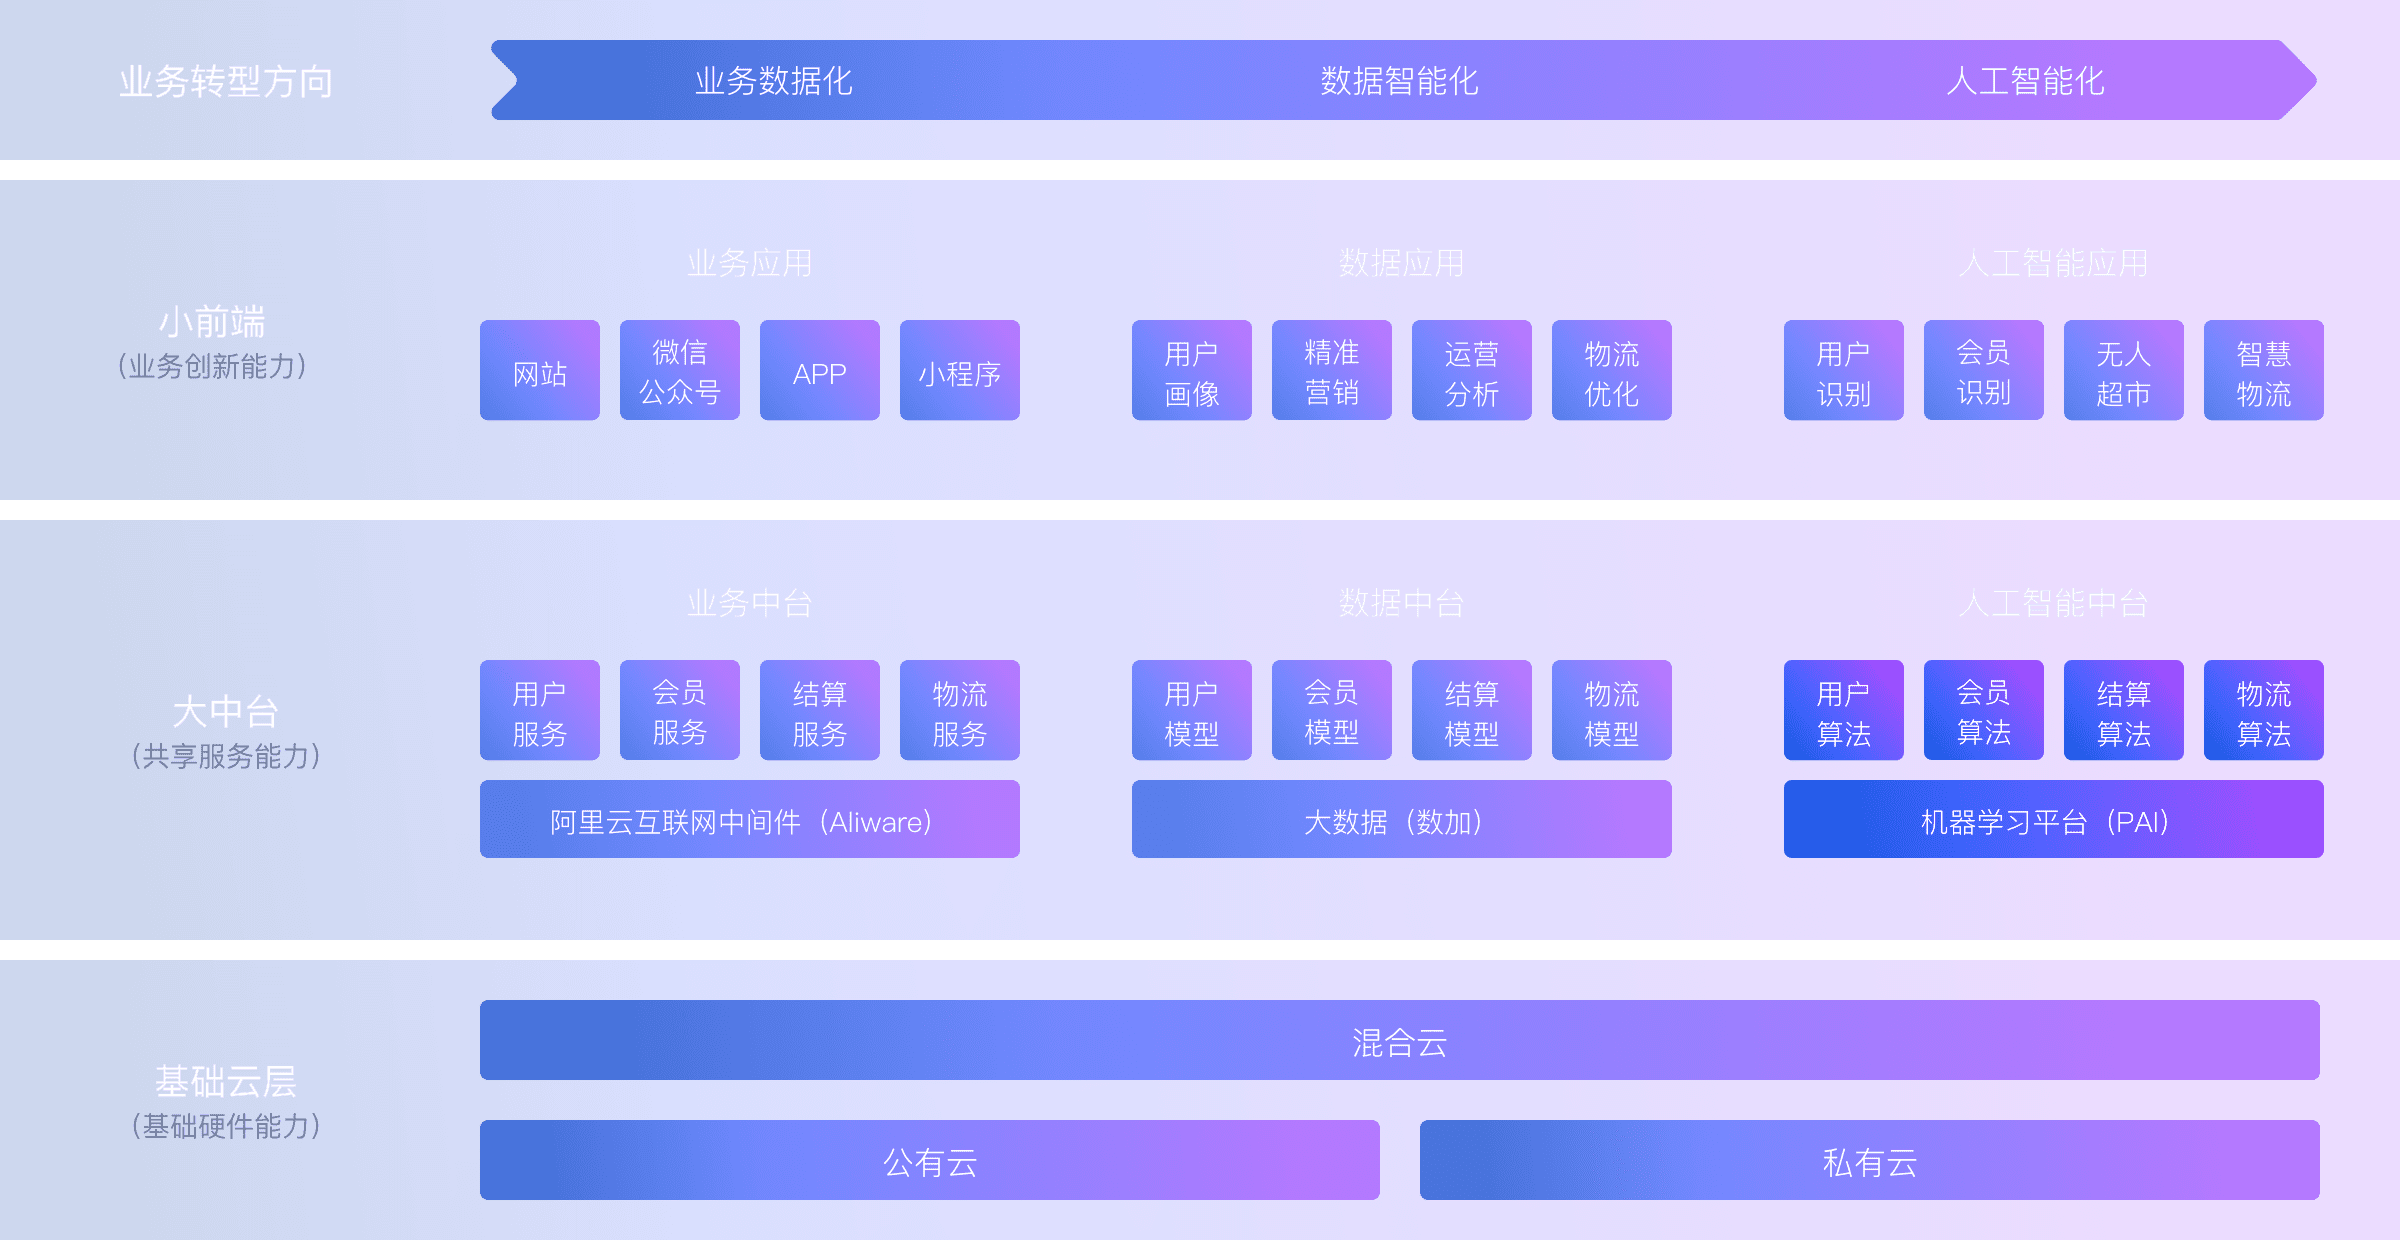 业务转型方向
业务数据化
数据智能化
人工智能化
小前端
（业务创新能力）
业务应用
网站
微信
公众号
APP
小程序
数据应用
用户
画像
精准
营销
运营
分析
物流
优化
人工智能应用
用户
识别
会员
识别
无人
超市
智慧
物流
大中台
（共享服务能力）
业务中台
用户
服务
会员
服务
结算
服务
物流
服务
阿里云互联网中间件（Aliware）
数据中台
用户
模型
会员
模型
结算
模型
物流
模型
大数据（数加）
人工智能中台
用户
算法
会员
算法
结算
算法
物流
算法
机器学习平台（PAI）
基础云层
（基础硬件能力）
混合云
公有云
私有云